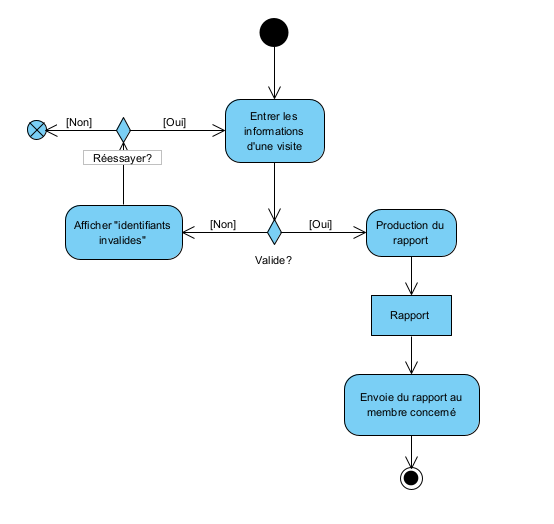 Entrer les
informations
d'une visite
[Non]
[Oui]
Réessayer?
Afficher "identifiants
invalides"
[Non]
[Oui]
Valide?
Production du
rapport
Rapport
Envoie du rapport au
membre concerné